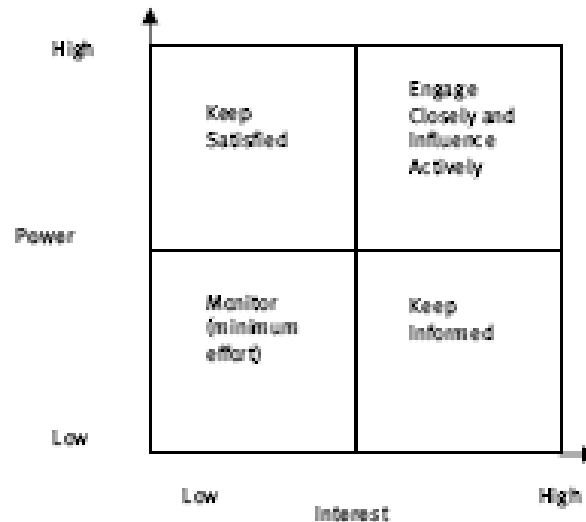 High
Keep
Satisfied
Engage
Closely and
Influence
Actively
Power
Monitor
(minimum
effort)
Keep
Informed
Low
Low
High
Interest